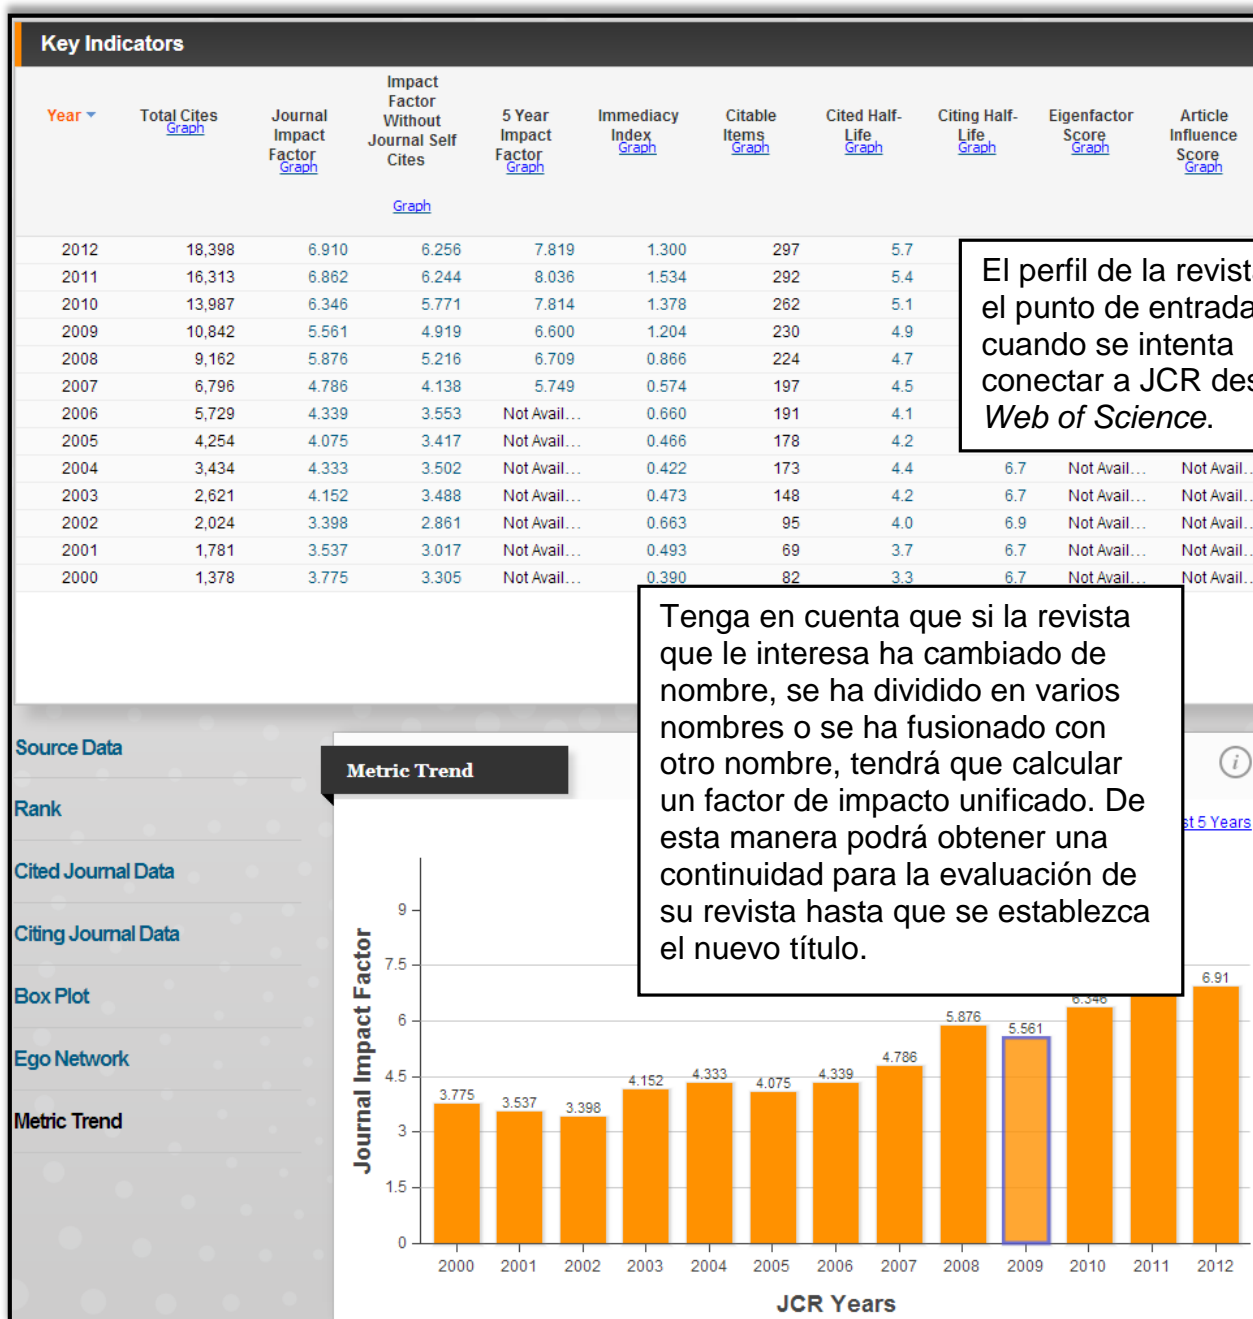 Key Indicators
Year Total Cites Graph Journal Impact Factor Graph Impact Factor Without Journal Self Cites Graph 5 Year Impact Factor Graph Immediacy Index Graph Citable Items Graph Cited Half-Life Graph Citing Half-Life Graph Eigenfactor Score Graph Article Influence Score Graph
2012 18,398 6.910 6.256 7.819 1.300 297 5.7
2011 16,313 6.862 6.244 8.036 1.534 292 5.4
2010 13,987 6.346 5.771 7.814 1.378 262 5.1
2009 10,842 5.561 4.919 6.600 1.204 230 4.9
2008 9,162 5.876 5.216 6.709 0.866 224 4.7
2007 6,796 4.786 4.138 5.749 0.574 197 4.5
2006 5,729 4.339 3.553 Not Avail... 0.660 191 4.1
2005 4,254 4.075 3.417 Not Avail... 0.466 178 4.2
2004 3,434 4.333 3.502 Not Avail... 0.422 173 4.4 6.7 Not Avail... Not Avail...
2003 2,621 4.152 3.488 Not Avail... 0.473 148 4.2 6.7 Not Avail... Not Avail...
2002 2,024 3.398 2.861 Not Avail... 0.663 95 4.0 6.9 Not Avail... Not Avail...
2001 1,781 3.537 3.017 Not Avail... 0.493 69 3.7 6.7 Not Avail... Not Avail...
2000 1,378 3.775 3.305 Not Avail... 0.390 82 3.3 6.7 Not Avail... Not Avail...
El perfil de la revist
el punto de entrada
cuando se intenta
conectar a JCR des
Web of Science.
Tenga en cuenta que si la revista
que le interesa ha cambiado de
nombre, se ha dividido en varios
nombres o se ha fusionado con
otro nombre, tendrá que calcular
un factor de impacto unificado. De
esta manera podrá obtener una
continuidad para la evaluación de
su revista hasta que se establezca
el nuevo título.
Source Data
Rank
Cited Journal Data
Citing Journal Data
Box Plot
Ego Network
Metric Trend
Metric Trend
i
st 5 Years
Journal Impact Factor
9
7.5
6
4.5
3
1.5
0
3.775 3.537 3.398 4.152 4.333 4.075 4.339 4.786 5.876 5.561 6.346 6.91
2000 2001 2002 2003 2004 2005 2006 2007 2008 2009 2010 2011 2012
JCR Years